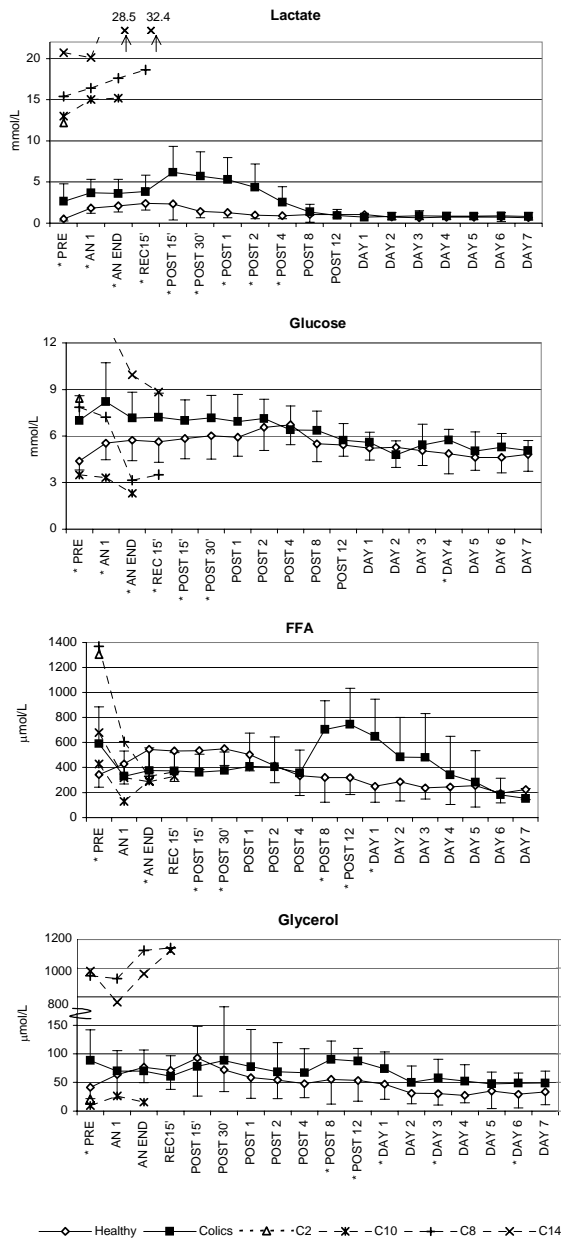 Lactate
28.5 32.4
20
15
10
5
0
mmol/L
* PRE
* AN 1
* AN END
* REC15'
* POST 15'
* POST 30'
* POST 1
* POST 2
* POST 4
POST 8
POST 12
DAY 1
DAY 2
DAY 3
DAY 4
DAY 5
DAY 6
DAY 7
Glucose
12
9
6
3
0
mmol/L
* PRE
* AN 1
* AN END
* REC 15'
* POST 15'
* POST 30'
POST 1
POST 2
POST 4
POST 8
POST 12
DAY 1
DAY 2
DAY 3
* DAY 4
DAY 5
DAY 6
DAY 7
FFA
1400
1200
1000
800
600
400
200
0
µmol/L
* PRE
AN 1
* AN END
REC 15'
* POST 15'
* POST 30'
POST 1
POST 2
POST 4
* POST 8
* POST 12
* DAY 1
DAY 2
DAY 3
DAY 4
DAY 5
DAY 6
DAY 7
Glycerol
1200
1000
800
150
100
50
0
µmol/L
* PRE
AN 1
AN END
REC15'
POST 15'
POST 30'
POST 1
POST 2
POST 4
* POST 8
* POST 12
* DAY 1
DAY 2
* DAY 3
DAY 4
DAY 5
* DAY 6
DAY 7
Healthy Colics C2 C10 C8 C14